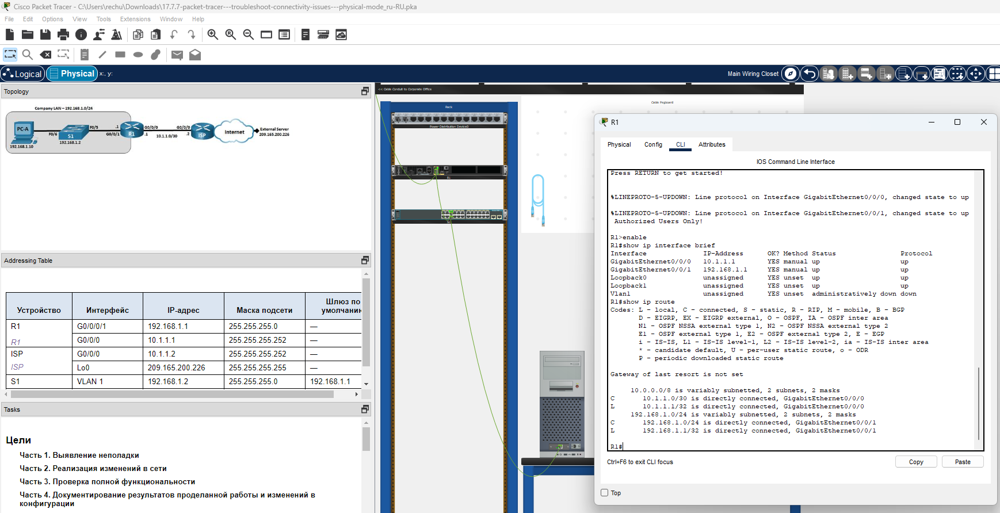 Cisco Packet Tracer - C:\Users\rechu\Downloads\17.7.7-packet-tracer---troubleshoot-connectivity-issues---physical-mode_ru-RU.pka
File Edit Options View Tools Extensions Window Help
Logical Physical x:, y: Main Wiring Closet
Topology
Company LAN – 192.168.1.0/24
PC-A
S1
R1
ISP
Internet
F0/6
F0/5
G0/0/1
.1
G0/0/0
.1
10.1.1.0/30
G0/0/0
.2
192.168.1.10
192.168.1.2
External Server
209.165.200.226
Addressing Table
Устройство Интерфейс IP-адрес Маска подсети Шлюз по
умолчанию
R1 G0/0/0/1 192.168.1.1 255.255.255.0 —
R1 G0/0/0 10.1.1.1 255.255.255.252 —
ISP G0/0/0 10.1.1.2 255.255.255.252 —
ISP Lo0 209.165.200.226 255.255.255.255 —
S1 VLAN 1 192.168.1.2 255.255.255.0 192.168.1.1
Tasks
Цели
Часть 1. Выявление неполадки
Часть 2. Реализация изменений в сети
Часть 3. Проверка полной функциональности
Часть 4. Документирование результатов проделанной работы и изменений в
конфигурации
<< Cable Conduit to Corporate Office
Rack
Power Distribution Device0
R1
S1
Cable Pegboard
R1
Physical Config CLI Attributes
IOS Command Line Interface
Press RETURN to get started!
%LINEPROTO-5-UPDOWN: Line protocol on Interface GigabitEthernet0/0/0, changed state to up
%LINEPROTO-5-UPDOWN: Line protocol on Interface GigabitEthernet0/0/1, changed state to up
Authorized Users Only!
R1>enable
R1#show ip interface brief
Interface IP-Address OK? Method Status Protocol
GigabitEthernet0/0/0 10.1.1.1 YES manual up up
GigabitEthernet0/0/1 192.168.1.1 YES manual up up
Loopback0 unassigned YES unset up up
Loopback1 unassigned YES unset up up
Vlan1 unassigned YES unset administratively down down
R1#show ip route
Codes: L - local, C - connected, S - static, R - RIP, M - mobile, B - BGP
D - EIGRP, EX - EIGRP external, O - OSPF, IA - OSPF inter area
N1 - OSPF NSSA external type 1, N2 - OSPF NSSA external type 2
E1 - OSPF external type 1, E2 - OSPF external type 2, E - EGP
i - IS-IS, L1 - IS-IS level-1, L2 - IS-IS level-2, ia - IS-IS inter area
* - candidate default, U - per-user static route, o - ODR
P - periodic downloaded static route
Gateway of last resort is not set
10.0.0.0/8 is variably subnetted, 2 subnets, 2 masks
C 10.1.1.0/30 is directly connected, GigabitEthernet0/0/0
L 10.1.1.1/32 is directly connected, GigabitEthernet0/0/0
192.168.1.0/24 is variably subnetted, 2 subnets, 2 masks
C 192.168.1.0/24 is directly connected, GigabitEthernet0/0/1
L 192.168.1.1/32 is directly connected, GigabitEthernet0/0/1
R1#
Ctrl+F6 to exit CLI focus
Copy Paste
Top